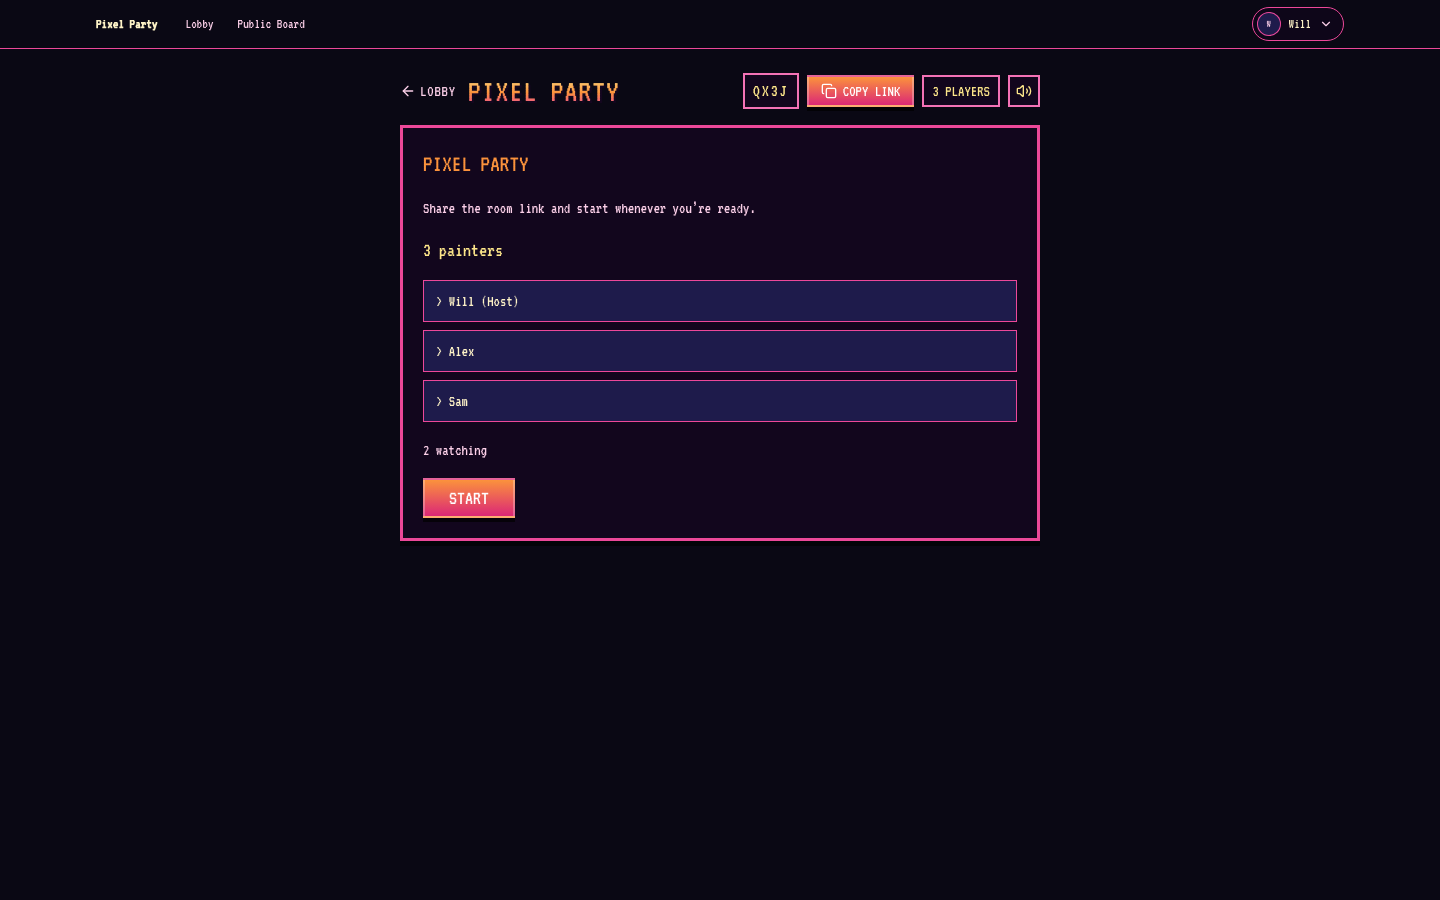 Pixel Party Lobby Public Board W Will
LOBBY PIXEL PARTY QX3J COPY LINK 3 PLAYERS
PIXEL PARTY
Share the room link and start whenever you're ready.
3 painters
› Will (Host)
› Alex
› Sam
2 watching
START